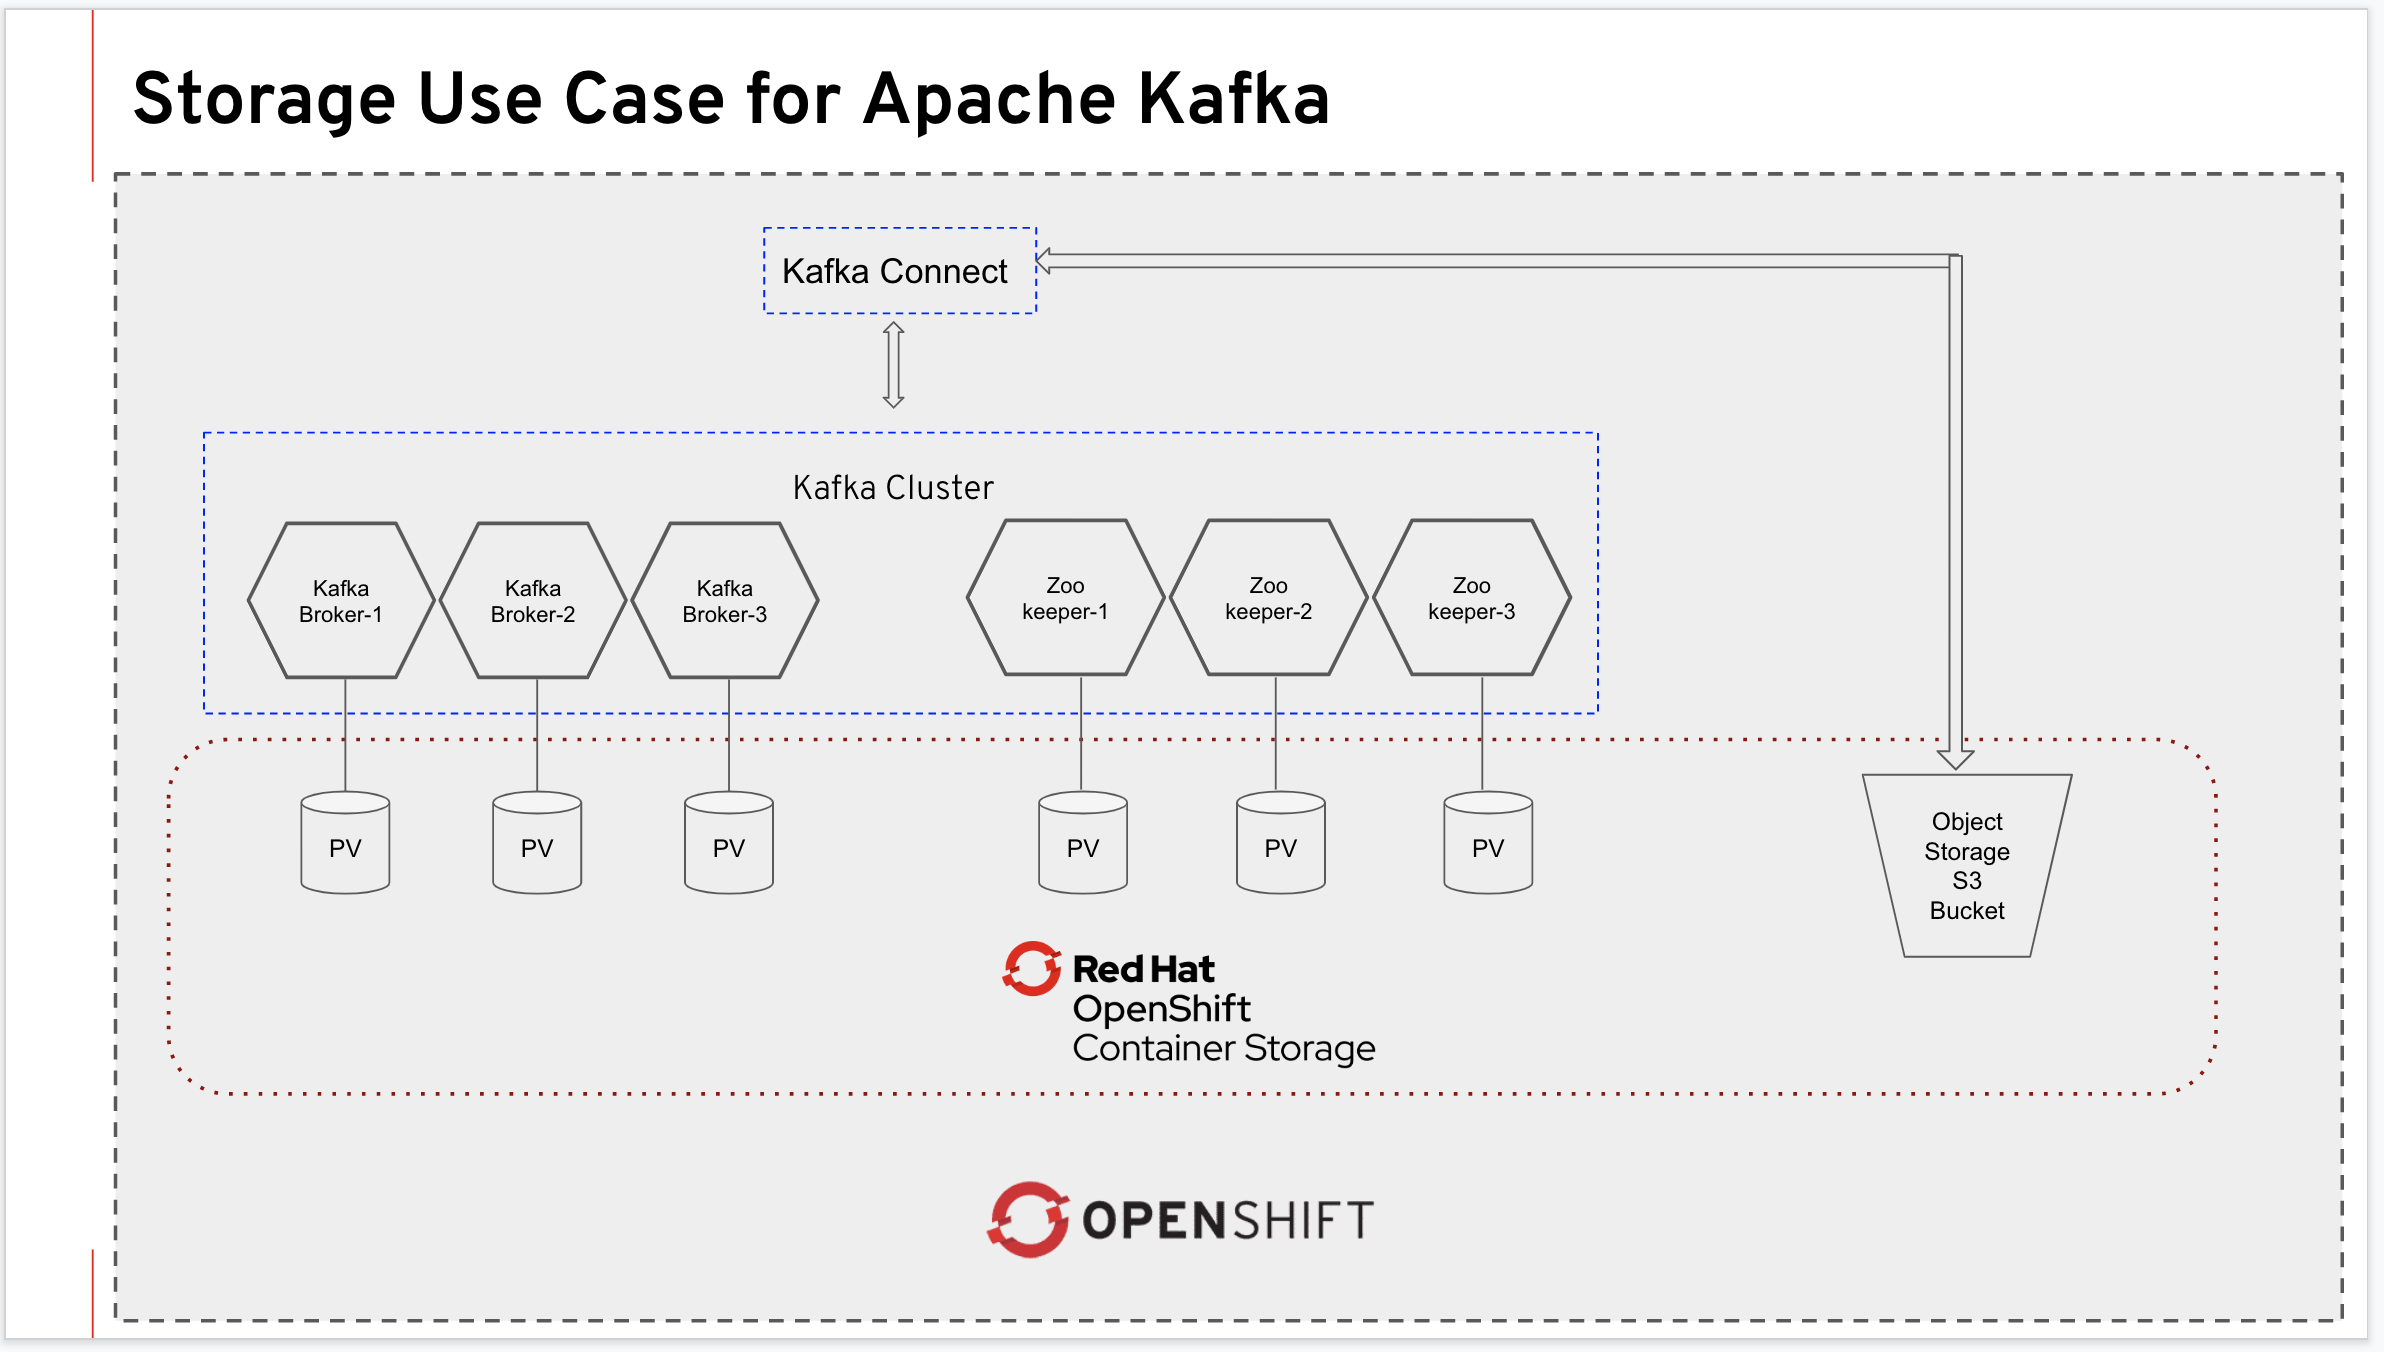 Storage Use Case for Apache Kafka
Kafka Connect
Kafka Cluster
Kafka
Broker-1
Kafka
Broker-2
Kafka
Broker-3
Zoo
keeper-1
Zoo
keeper-2
Zoo
keeper-3
PV
PV
PV
PV
PV
PV
Object
Storage
S3
Bucket
Red Hat
OpenShift
Container Storage
OPENSHIFT